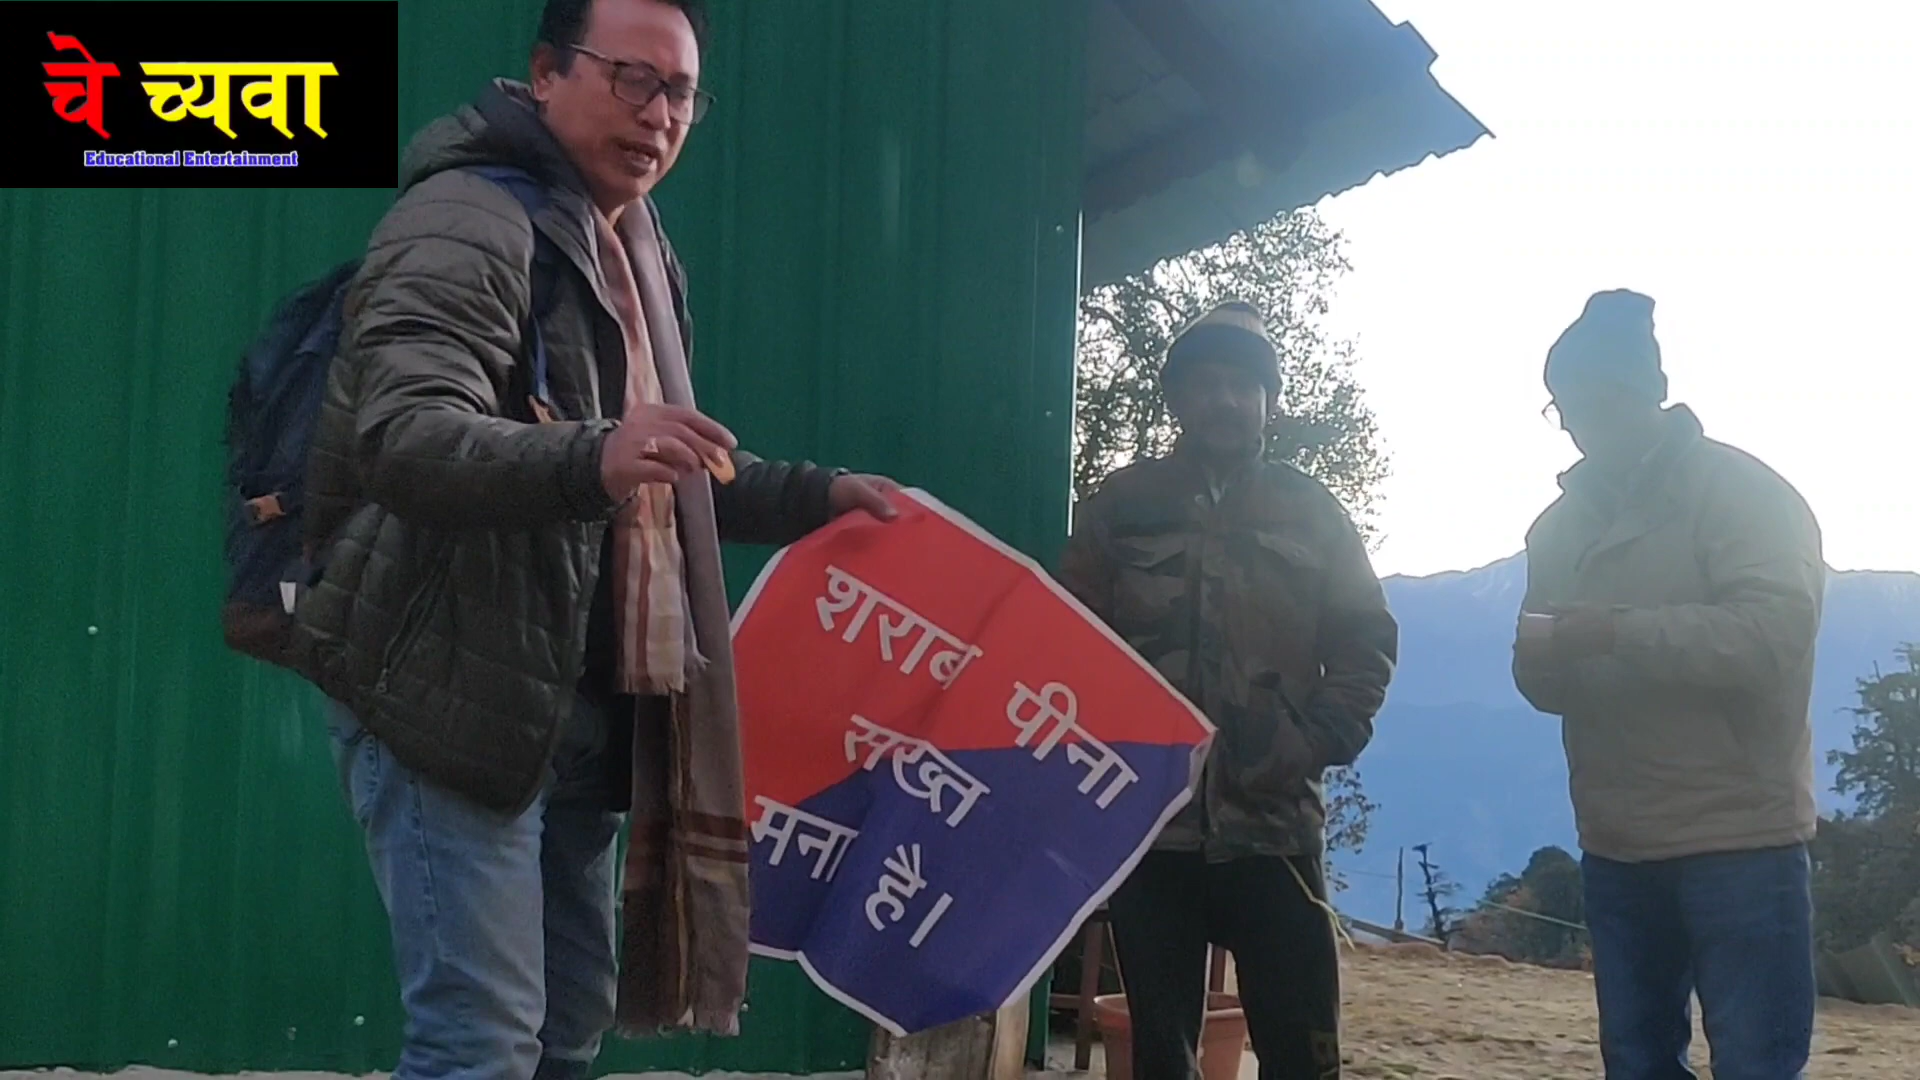 चे च्यवा
Educational Entertainment
शराब पीना
सख्त
मना है।